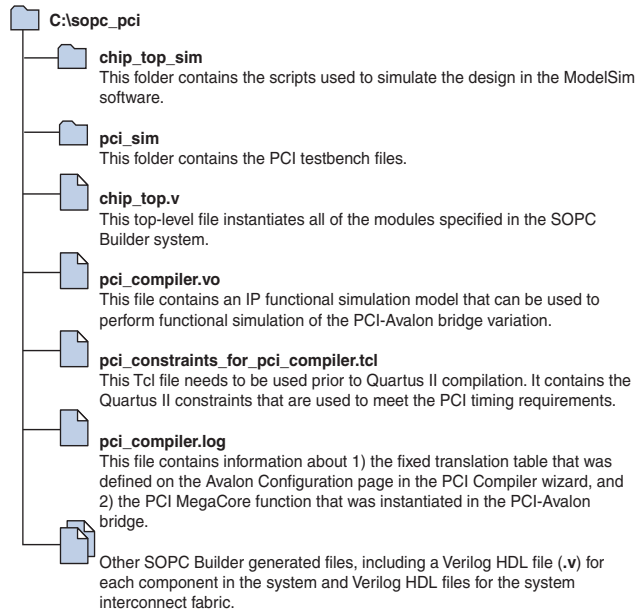 C:\sopc_pci
chip_top_sim
This folder contains the scripts used to simulate the design in the ModelSim
software.
pci_sim
This folder contains the PCI testbench files.
chip_top.v
This top-level file instantiates all of the modules specified in the SOPC
Builder system.
pci_compiler.vo
This file contains an IP functional simulation model that can be used to
perform functional simulation of the PCI-Avalon bridge variation.
pci_constraints_for_pci_compiler.tcl
This Tcl file needs to be used prior to Quartus II compilation. It contains the
Quartus II constraints that are used to meet the PCI timing requirements.
pci_compiler.log
This file contains information about 1) the fixed translation table that was
defined on the Avalon Configuration page in the PCI Compiler wizard, and
2) the PCI MegaCore function that was instantiated in the PCI-Avalon
bridge.
Other SOPC Builder generated files, including a Verilog HDL file (.v) for
each component in the system and Verilog HDL files for the system
interconnect fabric.